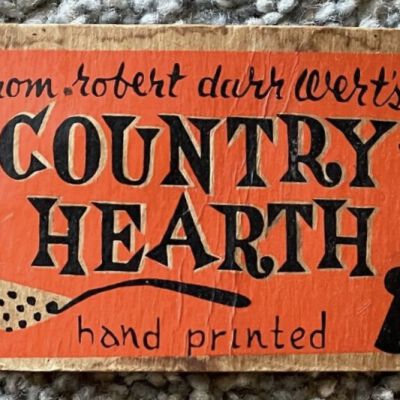 rom robert darr wert's
COUNTRY
HEARTH
hand printed